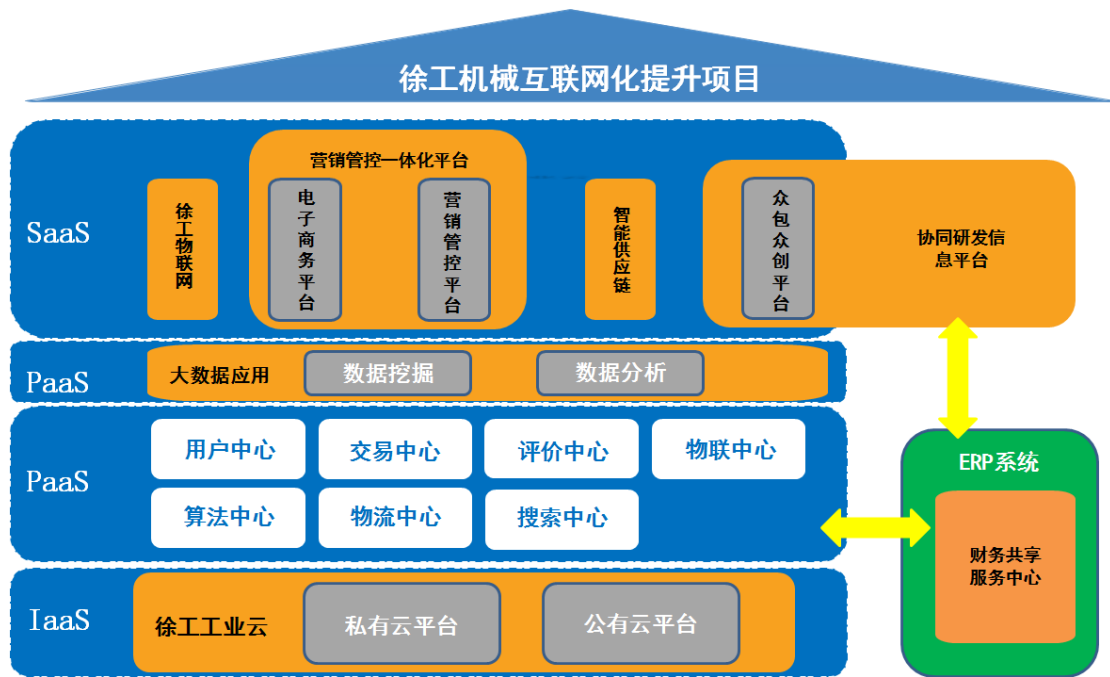 徐工机械互联网化提升项目
SaaS
徐工物联网
营销管控一体化平台
电子商务平台
营销管控平台
智能供应链
众包众创平台
协同研发信
息平台
PaaS
大数据应用
数据挖掘
数据分析
PaaS
用户中心
交易中心
评价中心
物联中心
算法中心
物流中心
搜索中心
ERP系统
财务共享
服务中心
IaaS
徐工工业云
私有云平台
公有云平台